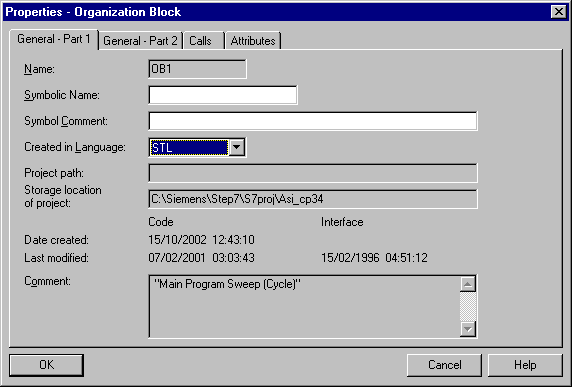 Properties - Organization Block
General - Part 1 General - Part 2 Calls Attributes
Name: OB1
Symbolic Name:
Symbol Comment:
Created in Language: STL
Project path:
Storage location
of project: C:\Siemens\Step7\S7proj\Asi_cp34
Code Interface
Date created: 15/10/2002 12:43:10
Last modified: 07/02/2001 03:03:43 15/02/1996 04:51:12
Comment: "Main Program Sweep (Cycle)"
OK Cancel Help